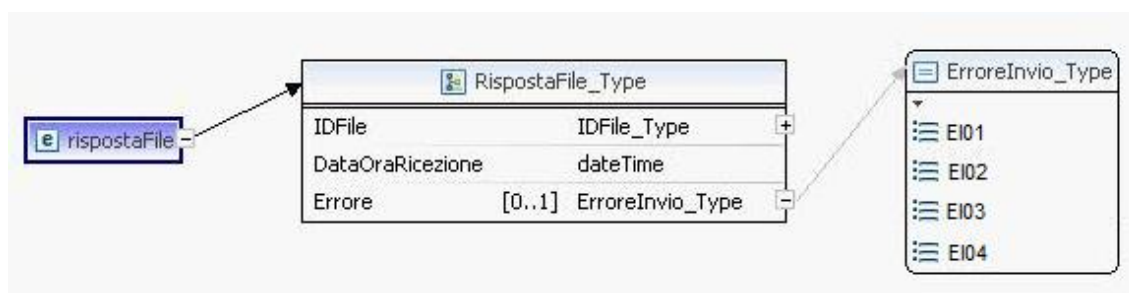 RispostaFile_Type
ErroreInvio_Type
e rispostaFile
IDFile IDFile_Type
DataOraRicezione dateTime
Errore [0..1] ErroreInvio_Type
EI01
EI02
EI03
EI04